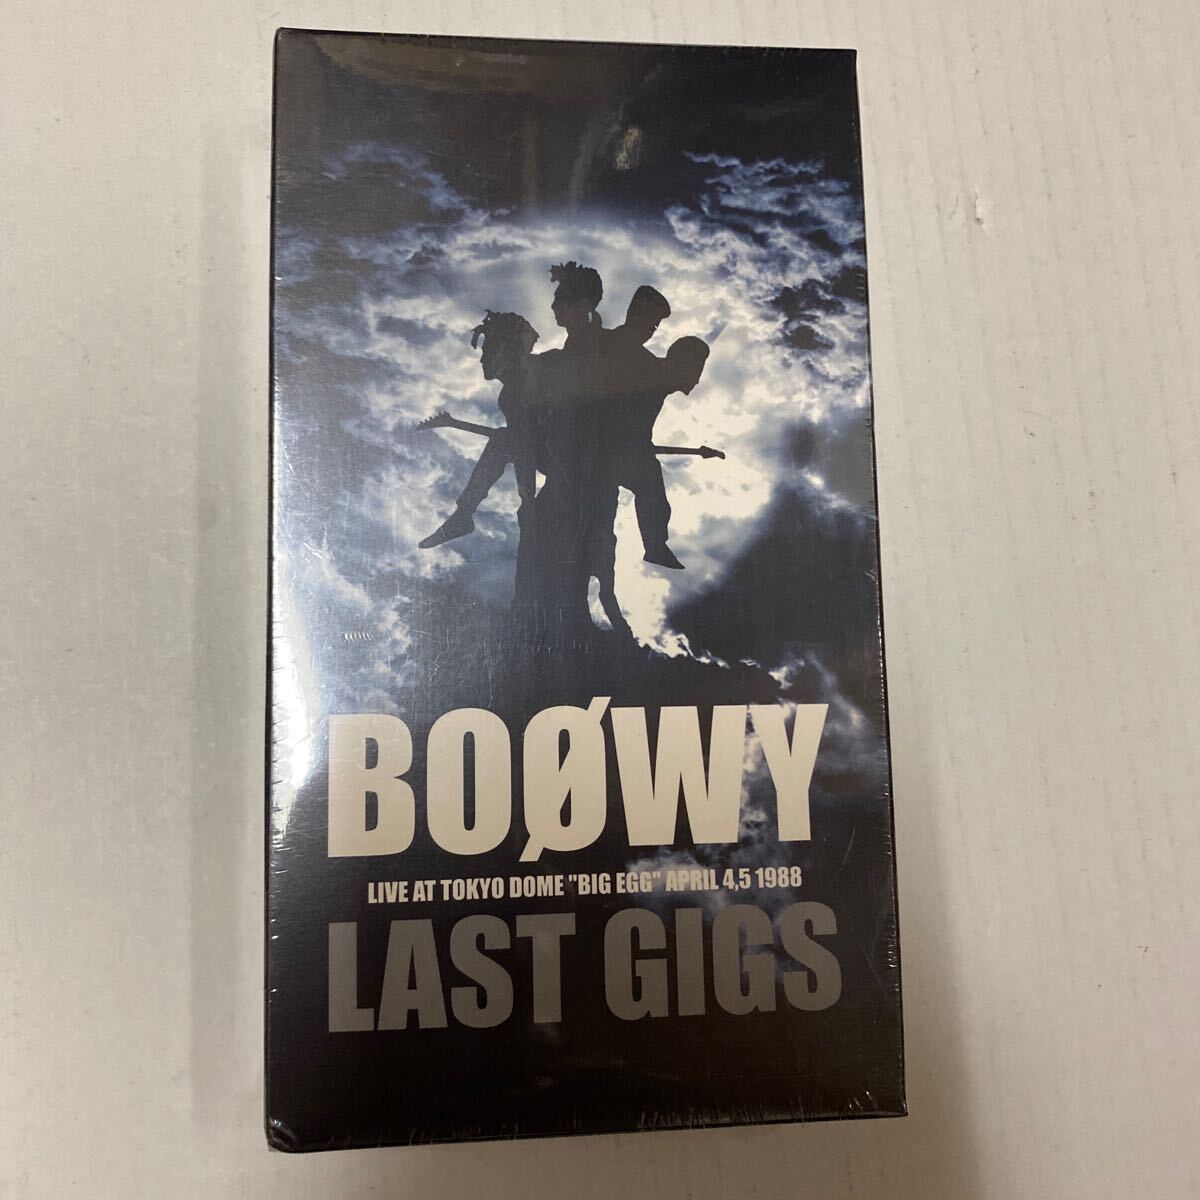 BOØWY
LIVE AT TOKYO DOME "BIG EGG" APRIL 4,5 1988
LAST GIGS